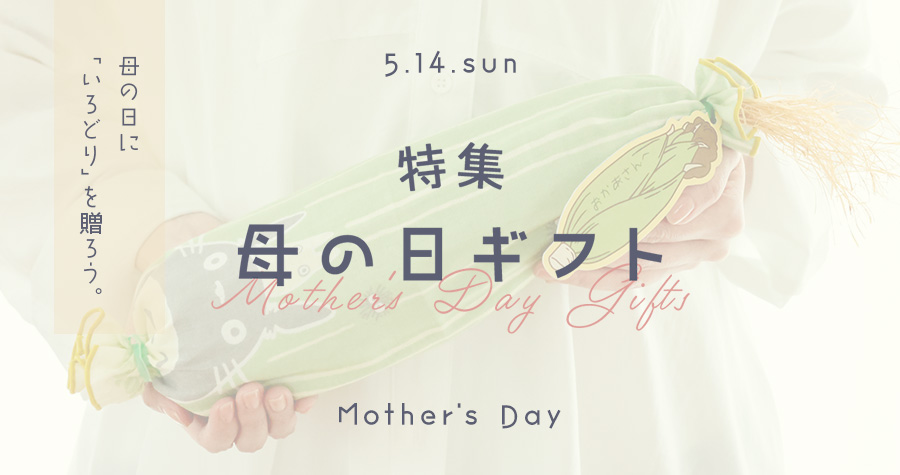 母の日に
「いろどり」を贈ろう。
5.14.sun
特集
母の日ギフト
Mother's Day Gifts
おかあさんへ
Mother's Day